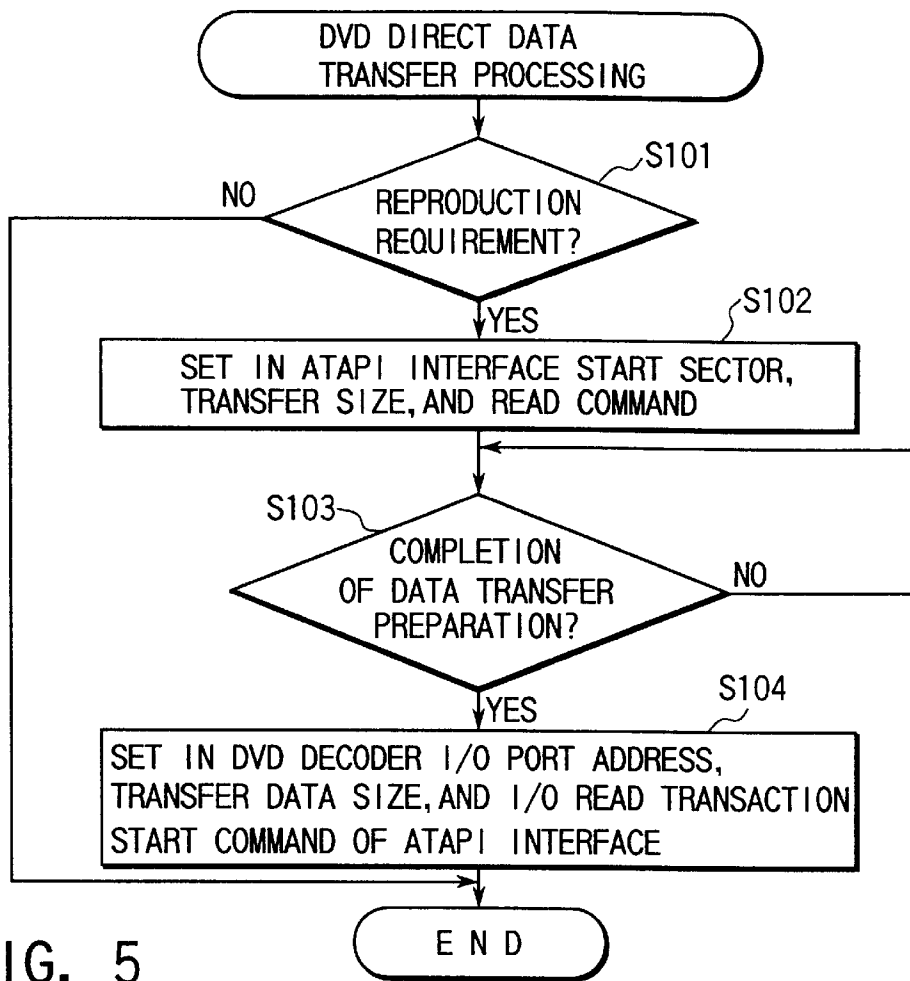 DVD DIRECT DATA
TRANSFER PROCESSING
S101
NO
REPRODUCTION
REQUIREMENT?
YES
S102
SET IN ATAPI INTERFACE START SECTOR,
TRANSFER SIZE, AND READ COMMAND
S103
COMPLETION
OF DATA TRANSFER
PREPARATION?
NO
YES
S104
SET IN DVD DECODER I/O PORT ADDRESS,
TRANSFER DATA SIZE, AND I/O READ TRANSACTION
START COMMAND OF ATAPI INTERFACE
END
IG. 5